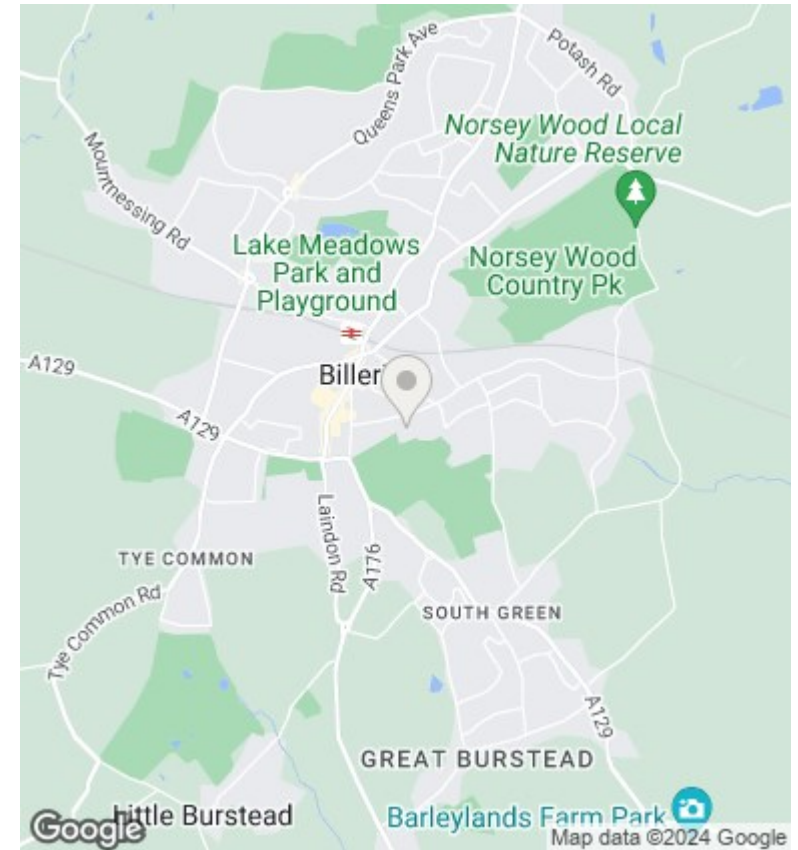 Queens Park Ave
Potash Rd
Norsey Wood Local
Nature Reserve
Mountnessing Rd
Lake Meadows
Park and
Playground
Norsey Wood
Country Pk
A129
Biller
A129
Laindon Rd
A176
TYE COMMON
Tye Common Rd
SOUTH GREEN
A129
GREAT BURSTEAD
Little Burstead
Barleylands Farm Park
Google
Map data ©2024 Google